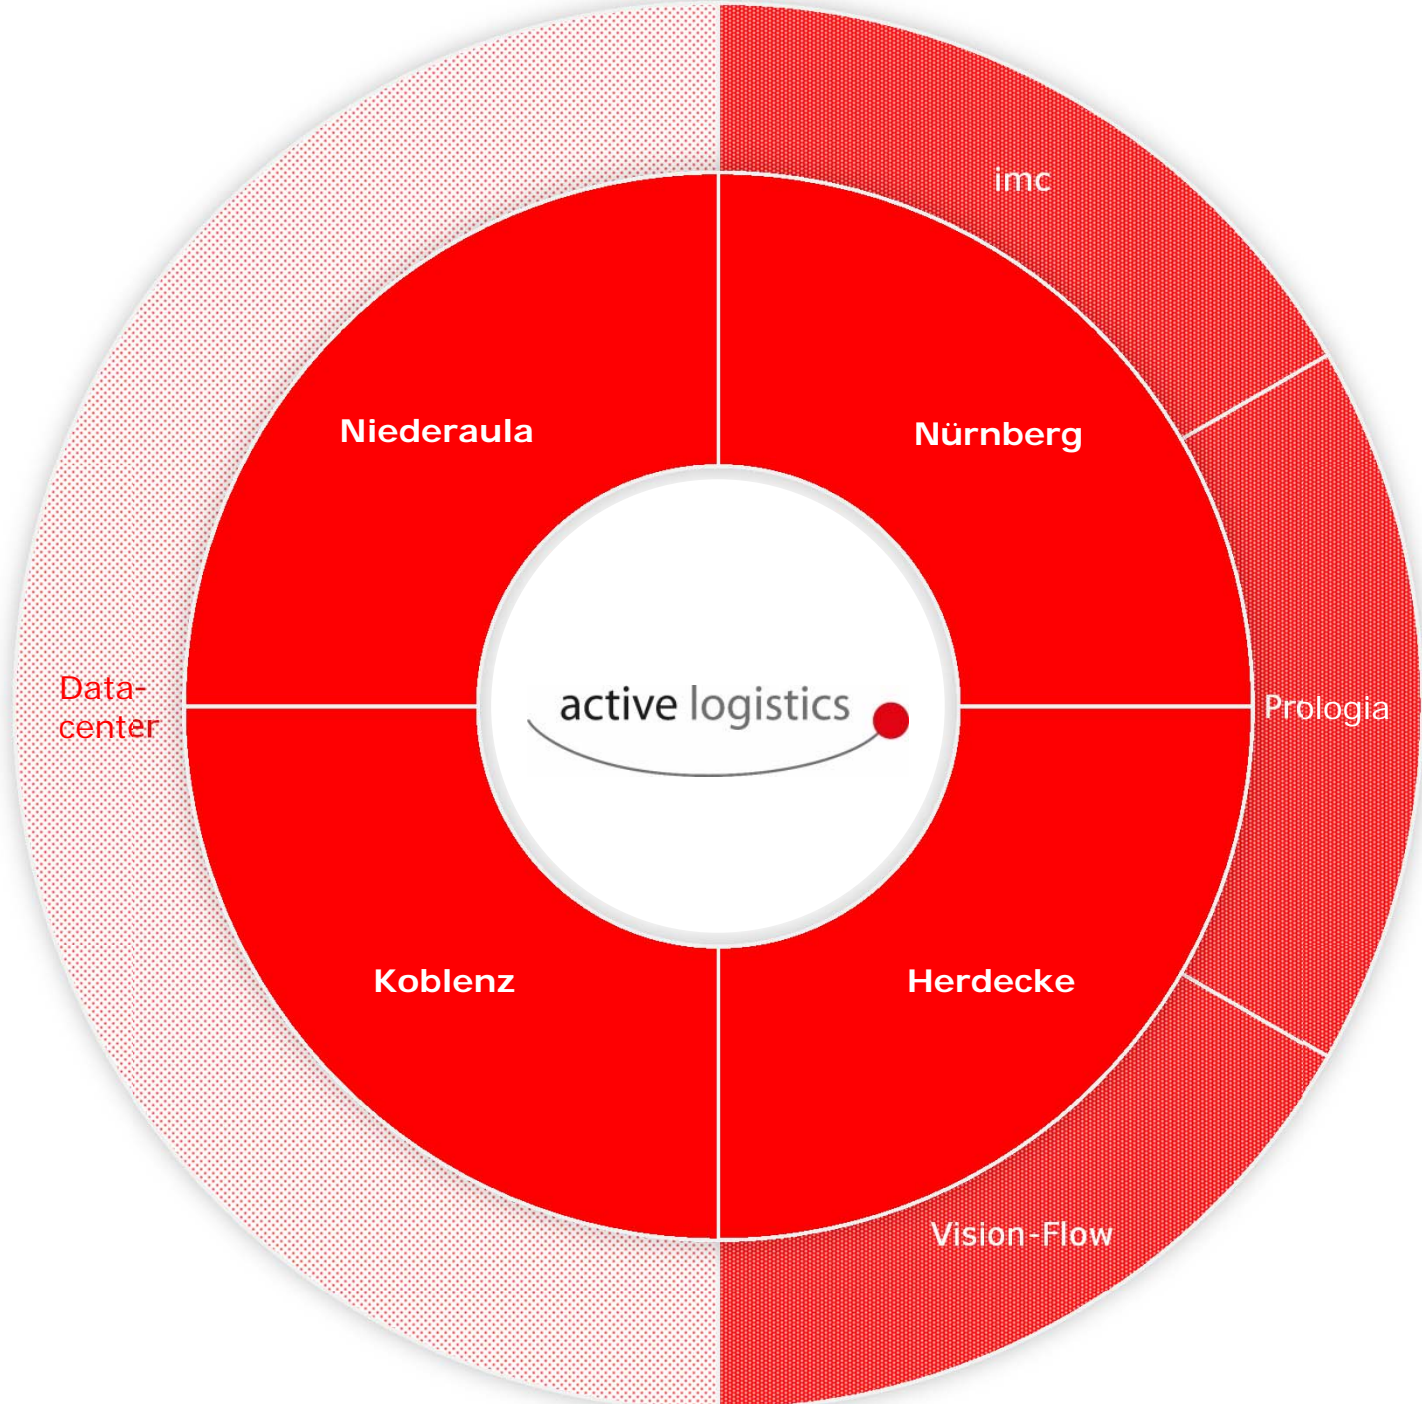 imc
Niederaula
Nürnberg
Data-
center
active logistics
Prologia
Koblenz
Herdecke
Vision-Flow